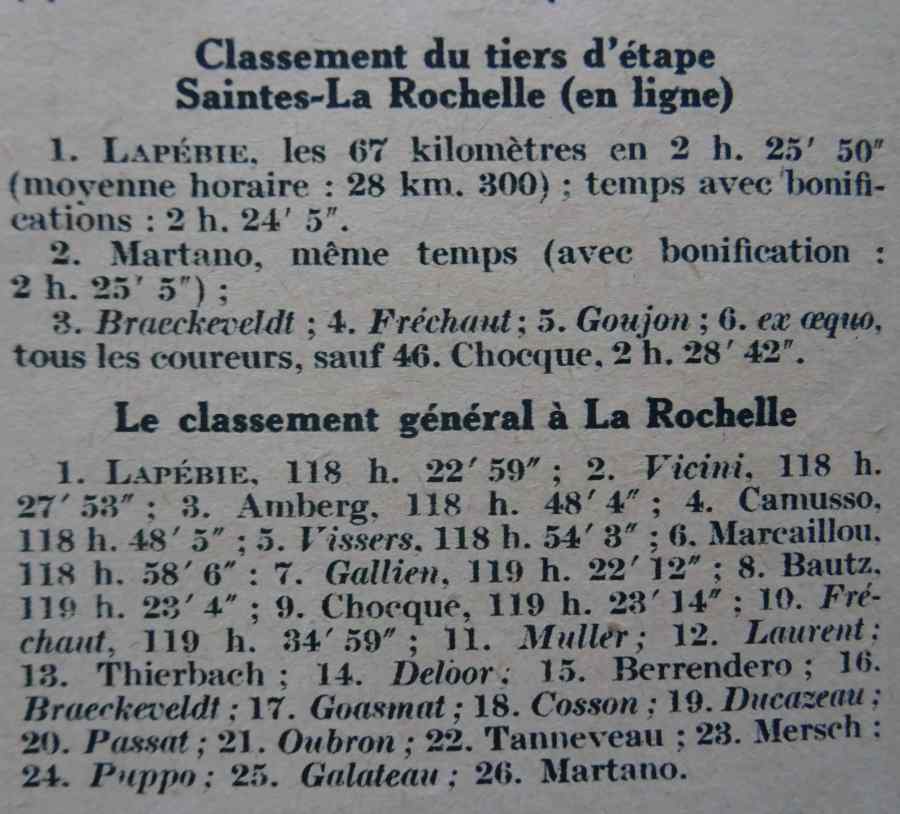 Classement du tiers d'étape
Saintes-La Rochelle (en ligne)
1. LAPÉBIE, les 67 kilomètres en 2 h. 25′ 50″
(moyenne horaire : 28 km. 300) ; temps avec bonifi-
cations : 2 h. 24′ 5″.
2. Martano, même temps (avec bonification :
2 h. 25′ 5″) ;
3. Braeckeveldt ; 4. Fréchaut ; 5. Goujon ; 6. ex æquo,
tous les coureurs, sauf 46. Chocque, 2 h. 28′ 42″.
Le classement général à La Rochelle
1. LAPÉBIE, 118 h. 22′ 59″ ; 2. Vicini, 118 h.
27′ 53″ ; 3. Amberg, 118 h. 48′ 4″ ; 4. Camusso,
118 h. 48′ 5″ ; 5. Vissers, 118 h. 54′ 3″ ; 6. Marcaillou,
118 h. 58′ 6″ : 7. Gallien, 119 h. 22′ 12″ ; 8. Bautz,
119 h. 23′ 4″ ; 9. Chocque, 119 h. 23′ 14″ ; 10. Fré-
chaut, 119 h. 34′ 59″ ; 11. Muller ; 12. Laurent ;
13. Thierbach ; 14. Deloor ; 15. Berrendero ; 16.
Braeckeveldt ; 17. Goasmat ; 18. Cosson ; 19. Ducazeau ;
20. Passat ; 21. Oubron ; 22. Tanneveau ; 23. Mersch ;
24. Puppo ; 25. Galateau ; 26. Martano.